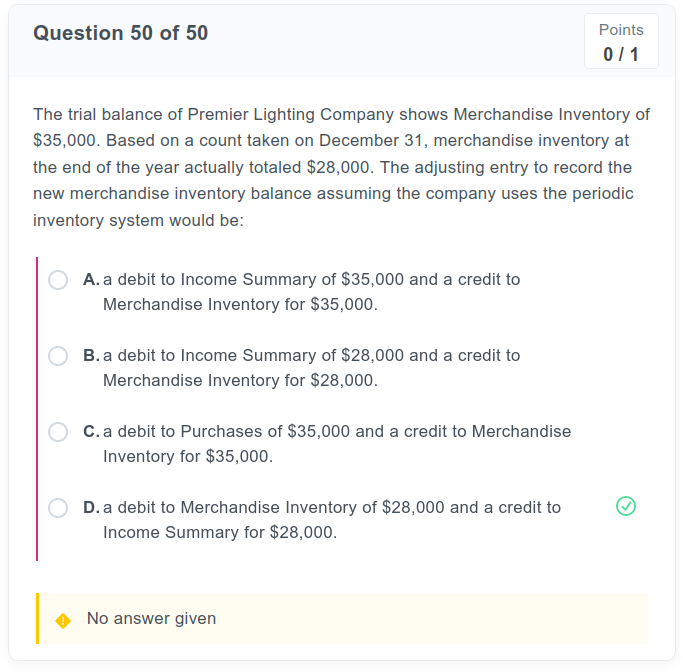 Question 50 of 50
Points
0 / 1
The trial balance of Premier Lighting Company shows Merchandise Inventory of
$35,000. Based on a count taken on December 31, merchandise inventory at
the end of the year actually totaled $28,000. The adjusting entry to record the
new merchandise inventory balance assuming the company uses the periodic
inventory system would be:
A. a debit to Income Summary of $35,000 and a credit to
Merchandise Inventory for $35,000.
B. a debit to Income Summary of $28,000 and a credit to
Merchandise Inventory for $28,000.
C. a debit to Purchases of $35,000 and a credit to Merchandise
Inventory for $35,000.
D. a debit to Merchandise Inventory of $28,000 and a credit to
Income Summary for $28,000.
No answer given